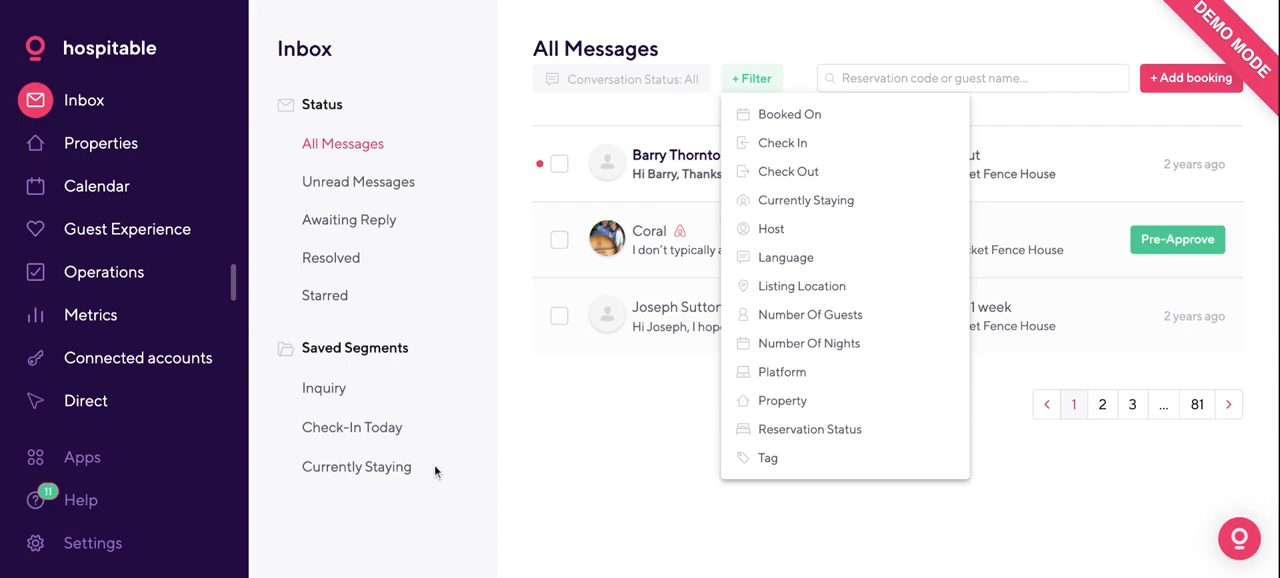 hospitable
Inbox
Properties
Calendar
Guest Experience
Operations
Metrics
Connected accounts
Direct
Apps
11
Help
Settings
Inbox
Status
All Messages
Unread Messages
Awaiting Reply
Resolved
Starred
Saved Segments
Inquiry
Check-In Today
Currently Staying
All Messages
Conversation Status: All
+ Filter
Reservation code or guest name...
+ Add booking
DEMO MODE
Booked On
Check In
Check Out
Currently Staying
Host
Language
Listing Location
Number Of Guests
Number Of Nights
Platform
Property
Reservation Status
Tag
Barry Thornto
Hi Barry, Thanks
ut
ket Fence House
2 years ago
Coral
I don't typically a
ket Fence House
Pre-Approve
Joseph Sutton
Hi Joseph, I hop
1 week
et Fence House
2 years ago
< 1 2 3 ... 81 >